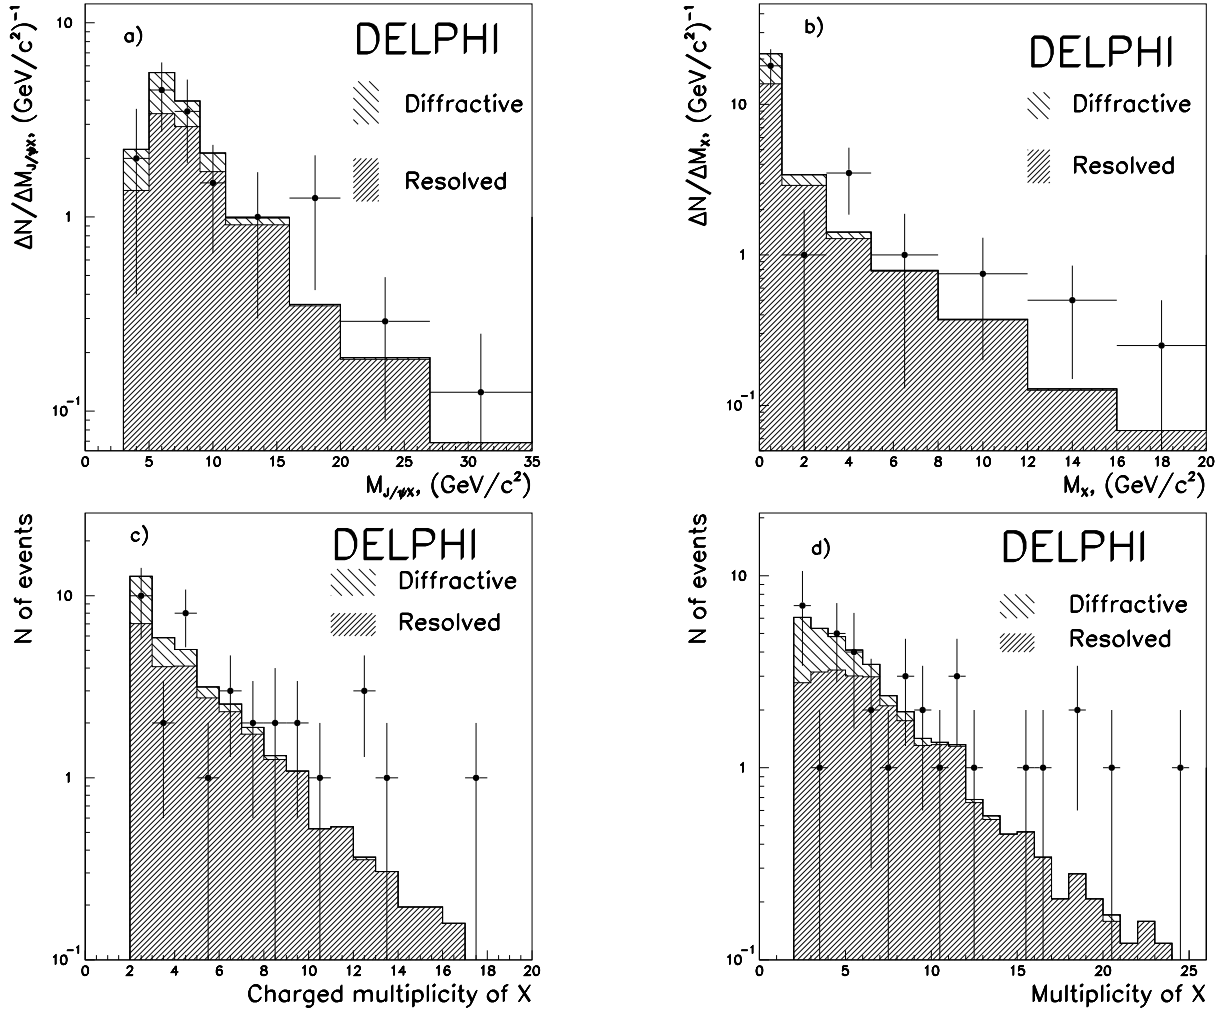 a)
DELPHI
Diffractive
Resolved
ΔN/ΔM_J/ψX, (GeV/c²)⁻¹
10
1
10⁻¹
0 5 10 15 20 25 30 35
M_J/ψX, (GeV/c²)
b)
DELPHI
Diffractive
Resolved
ΔN/ΔM_X, (GeV/c²)⁻¹
10
1
10⁻¹
0 2 4 6 8 10 12 14 16 18 20
M_X, (GeV/c²)
c)
DELPHI
Diffractive
Resolved
N of events
10
1
10⁻¹
0 2 4 6 8 10 12 14 16 18 20
Charged multiplicity of X
d)
DELPHI
Diffractive
Resolved
N of events
10
1
10⁻¹
0 5 10 15 20 25
Multiplicity of X